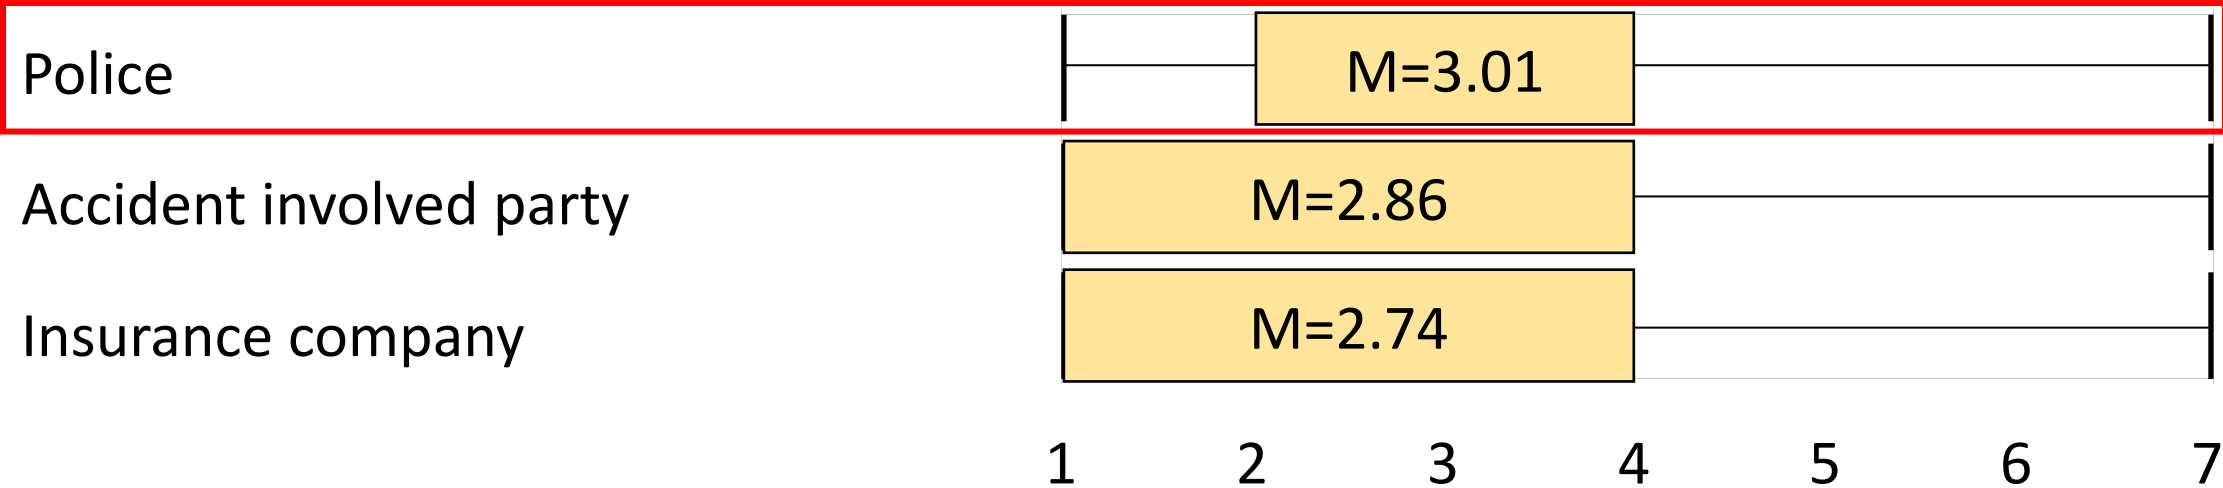 Police M=3.01
Accident involved party M=2.86
Insurance company M=2.74
1 2 3 4 5 6 7